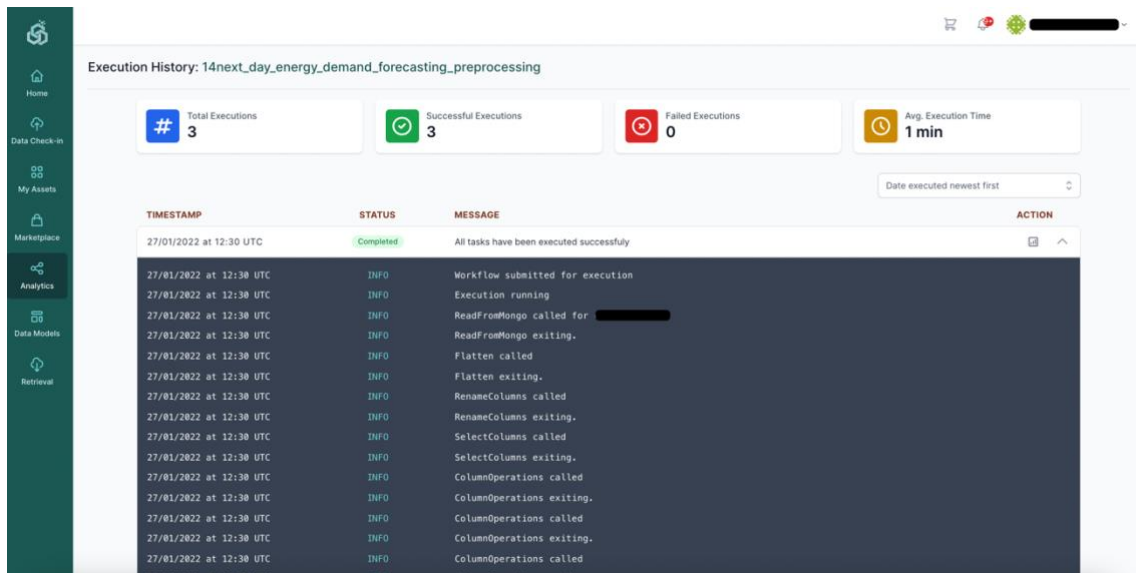 Execution History: 14next_day_energy_demand_forecasting_preprocessing
Home
Data Check-in
My Assets
Marketplace
Analytics
Data Models
Retrieval
Total Executions
3
Successful Executions
3
Failed Executions
0
Avg. Execution Time
1 min
Date executed newest first
TIMESTAMP STATUS MESSAGE ACTION
27/01/2022 at 12:30 UTC Completed All tasks have been executed successfuly
27/01/2022 at 12:30 UTC INFO Workflow submitted for execution
27/01/2022 at 12:30 UTC INFO Execution running
27/01/2022 at 12:30 UTC INFO ReadFromMongo called for
27/01/2022 at 12:30 UTC INFO ReadFromMongo exiting.
27/01/2022 at 12:30 UTC INFO Flatten called
27/01/2022 at 12:30 UTC INFO Flatten exiting.
27/01/2022 at 12:30 UTC INFO RenameColumns called
27/01/2022 at 12:30 UTC INFO RenameColumns exiting.
27/01/2022 at 12:30 UTC INFO SelectColumns called
27/01/2022 at 12:30 UTC INFO SelectColumns exiting.
27/01/2022 at 12:30 UTC INFO ColumnOperations called
27/01/2022 at 12:30 UTC INFO ColumnOperations exiting.
27/01/2022 at 12:30 UTC INFO ColumnOperations called
27/01/2022 at 12:30 UTC INFO ColumnOperations exiting.
27/01/2022 at 12:30 UTC INFO ColumnOperations called